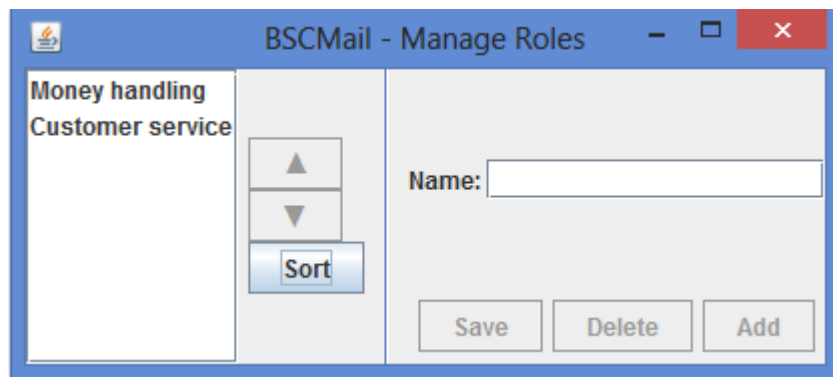 BSCMail - Manage Roles
Money handling
Customer service
Name:
Sort
Save Delete Add